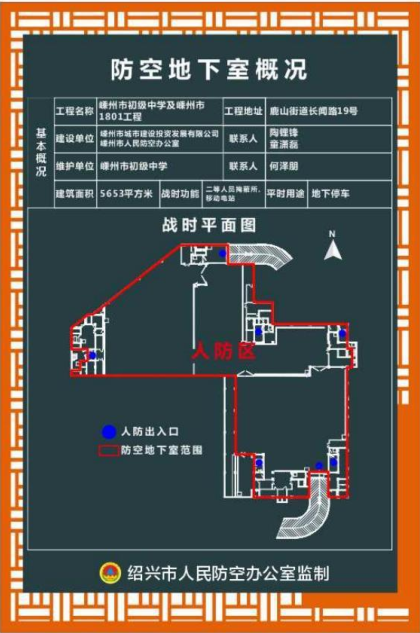 防空地下室概况
基本概况
工程名称 嵊州市初级中学及嵊州市
1801工程
工程地址 鹿山街道长闻路19号
建设单位 嵊州市城市建设投资发展有限公司
嵊州市人民防空办公室
联系人 陶铿锋
童潇磊
维护单位 嵊州市初级中学 联系人 何泽朋
建筑面积 5653平方米 战时功能 二等人员掩蔽所、
移动电站
平时用途 地下停车
战时平面图
N
人防区
人防出入口
防空地下室范围
绍兴市人民防空办公室监制